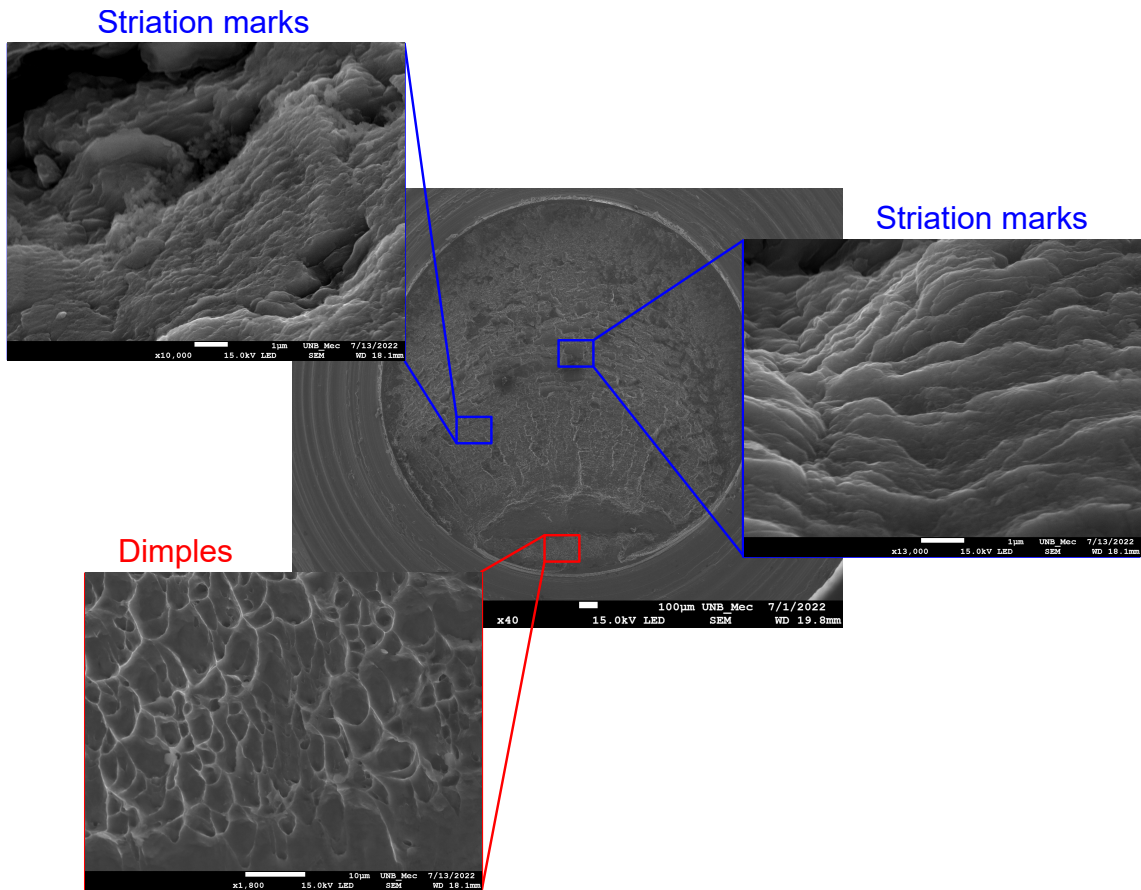 Striation marks
1µm UNB_Mec 7/13/2022
x10,000 15.0kV LED SEM WD 18.1mm
Striation marks
1µm UNB_Mec 7/13/2022
x13,000 15.0kV LED SEM WD 18.1mm
Dimples
100µm UNB_Mec 7/1/2022
x40 15.0kV LED SEM WD 19.8mm
10µm UNB_Mec 7/13/2022
x1,800 15.0kV LED SEM WD 18.1mm